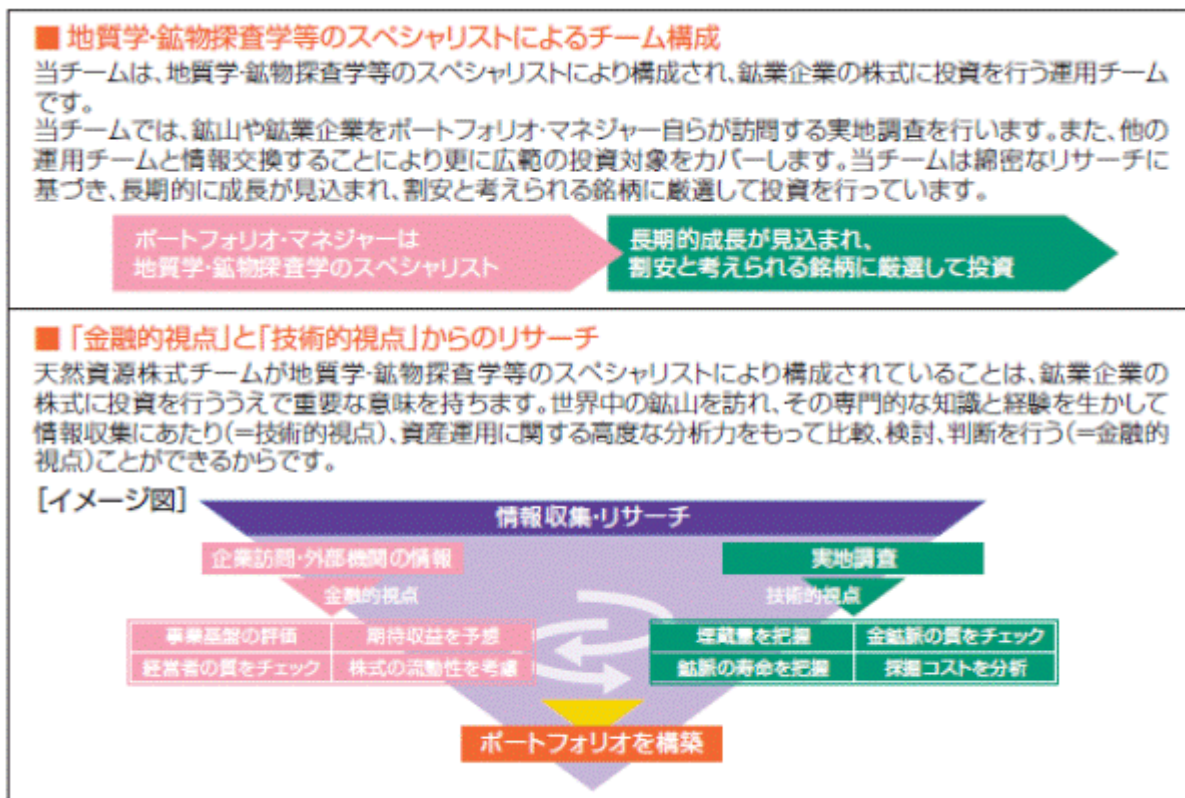 ■ 地質学・鉱物探査学等のスペシャリストによるチーム構成
当チームは、地質学・鉱物探査学等のスペシャリストにより構成され、鉱業企業の株式に投資を行う運用チーム
です。
当チームでは、鉱山や鉱業企業をポートフォリオ・マネジャー自らが訪問する実地調査を行います。また、他の
運用チームと情報交換することにより更に広範の投資対象をカバーします。当チームは綿密なリサーチに
基づき、長期的に成長が見込まれ、割安と考えられる銘柄に厳選して投資を行っています。
ポートフォリオ・マネジャーは
地質学・鉱物探査学のスペシャリスト
長期的成長が見込まれ、
割安と考えられる銘柄に厳選して投資
■ 「金融的視点」と「技術的視点」からのリサーチ
天然資源株式チームが地質学・鉱物探査学等のスペシャリストにより構成されていることは、鉱業企業の
株式に投資を行ううえで重要な意味を持ちます。世界中の鉱山を訪れ、その専門的な知識と経験を生かして
情報収集にあたり(=技術的視点)、資産運用に関する高度な分析力をもって比較、検討、判断を行う(=金融的
視点)ことができるからです。
[イメージ図]
情報収集・リサーチ
企業訪問・外部機関の情報
実地調査
金融的視点
技術的視点
事業基盤の評価
期待収益を予想
埋蔵量を把握
金鉱脈の質をチェック
経営者の質をチェック
株式の流動性を考慮
鉱脈の寿命を把握
採掘コストを分析
ポートフォリオを構築